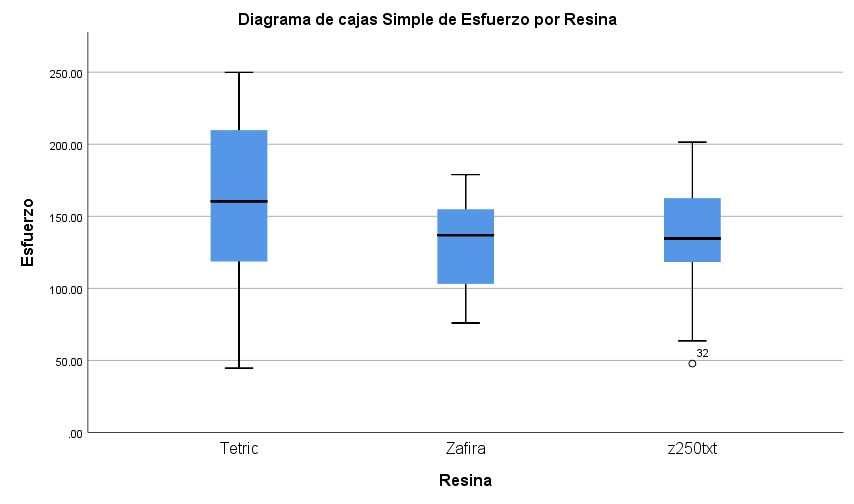 Diagrama de cajas Simple de Esfuerzo por Resina
250.00
200.00
150.00
100.00
50.00
.00
Esfuerzo
32
Tetric Zafira z250txt
Resina